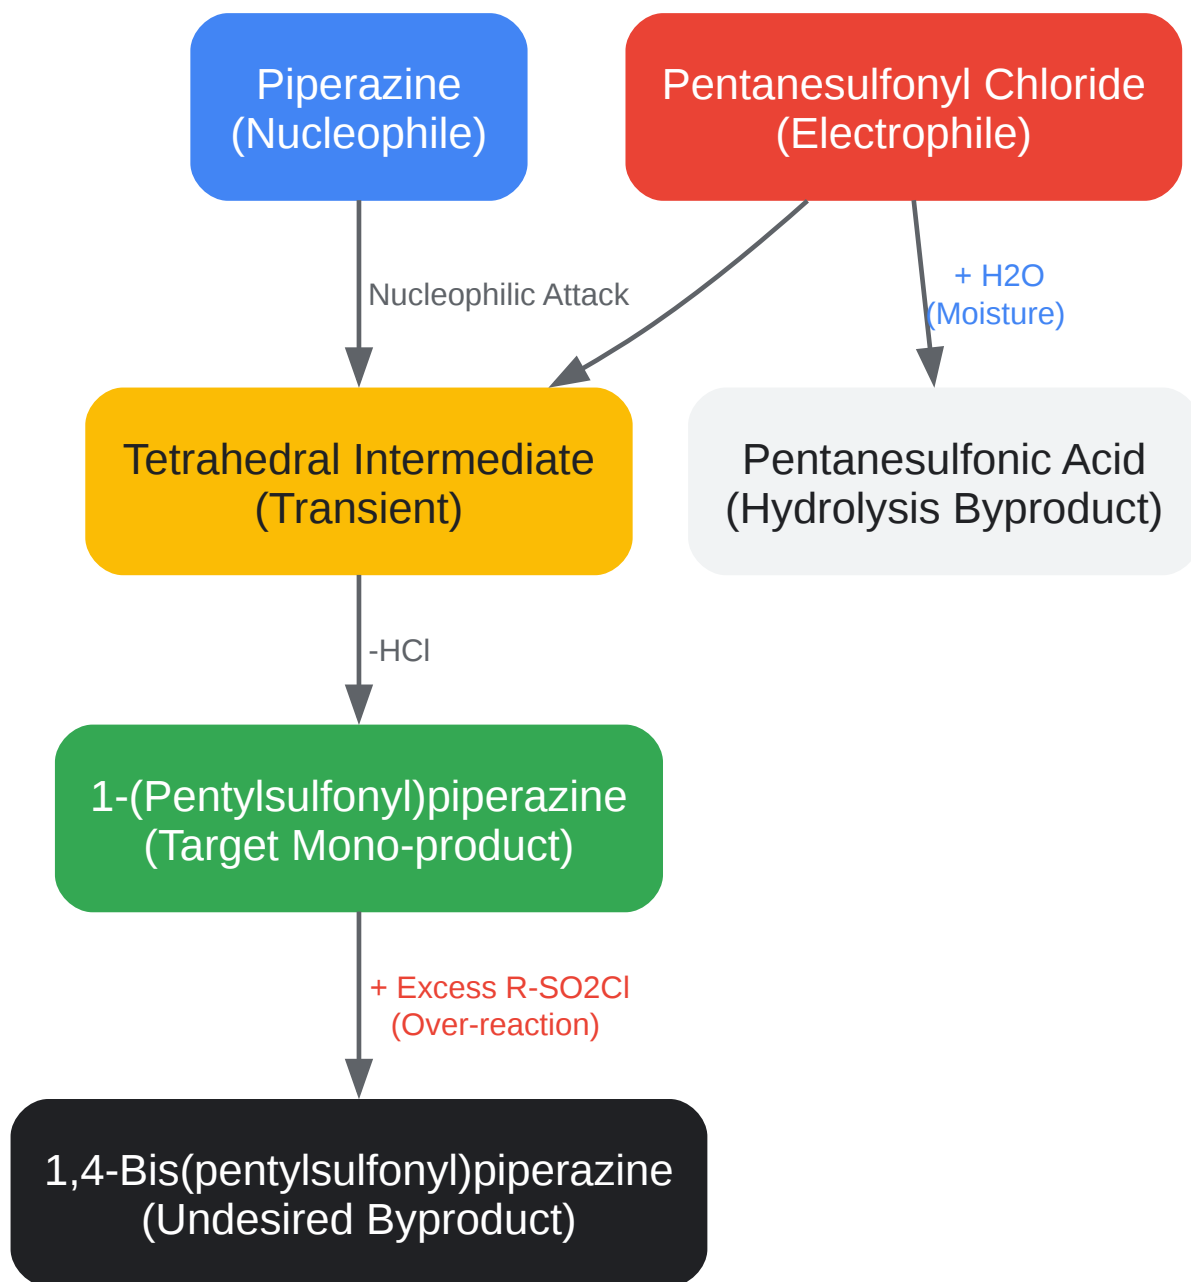 Piperazine
(Nucleophile)
Pentanesulfonyl Chloride
(Electrophile)
Nucleophilic Attack
+ H2O
(Moisture)
Tetrahedral Intermediate
(Transient)
Pentanesulfonic Acid
(Hydrolysis Byproduct)
-HCl
1-(Pentylsulfonyl)piperazine
(Target Mono-product)
+ Excess R-SO2Cl
(Over-reaction)
1,4-Bis(pentylsulfonyl)piperazine
(Undesired Byproduct)